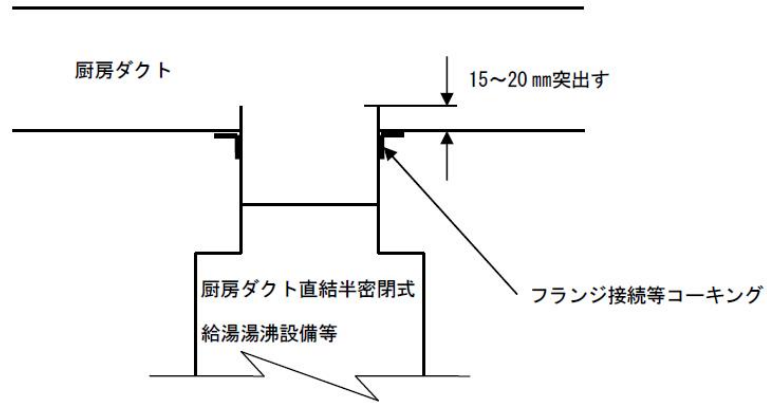 厨房ダクト
15～20㎜突出す
フランジ接続等コーキング
厨房ダクト直結半密閉式
給湯湯沸設備等